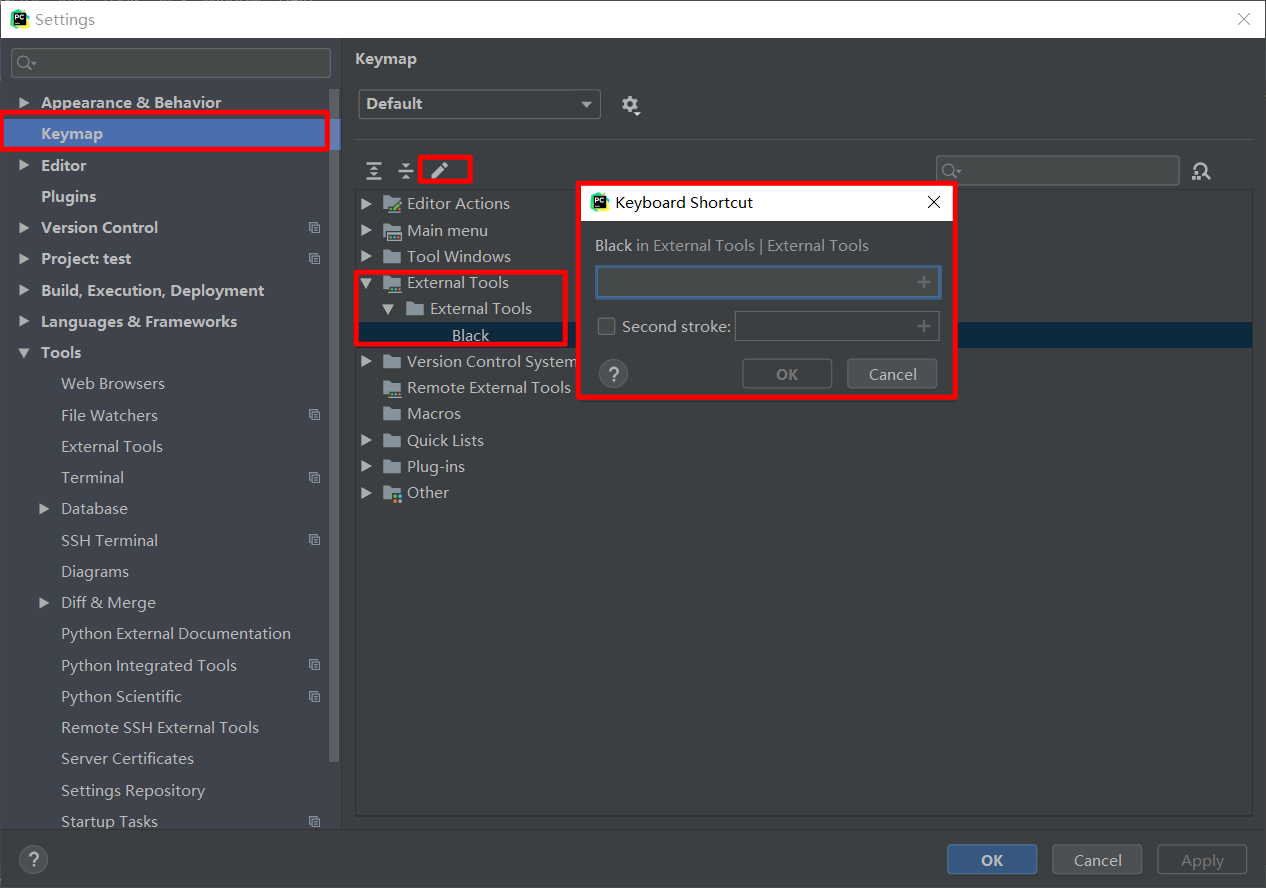 Settings
Appearance & Behavior
Keymap
Editor
Plugins
Version Control
Project: test
Build, Execution, Deployment
Languages & Frameworks
Tools
Web Browsers
File Watchers
External Tools
Terminal
Database
SSH Terminal
Diagrams
Diff & Merge
Python External Documentation
Python Integrated Tools
Python Scientific
Remote SSH External Tools
Server Certificates
Settings Repository
Startup Tasks
Keymap
Default
Editor Actions
Main menu
Tool Windows
External Tools
External Tools
Black
Version Control System
Remote External Tools
Macros
Quick Lists
Plug-ins
Other
PC Keyboard Shortcut
Black in External Tools | External Tools
Second stroke:
? OK Cancel
? OK Cancel Apply